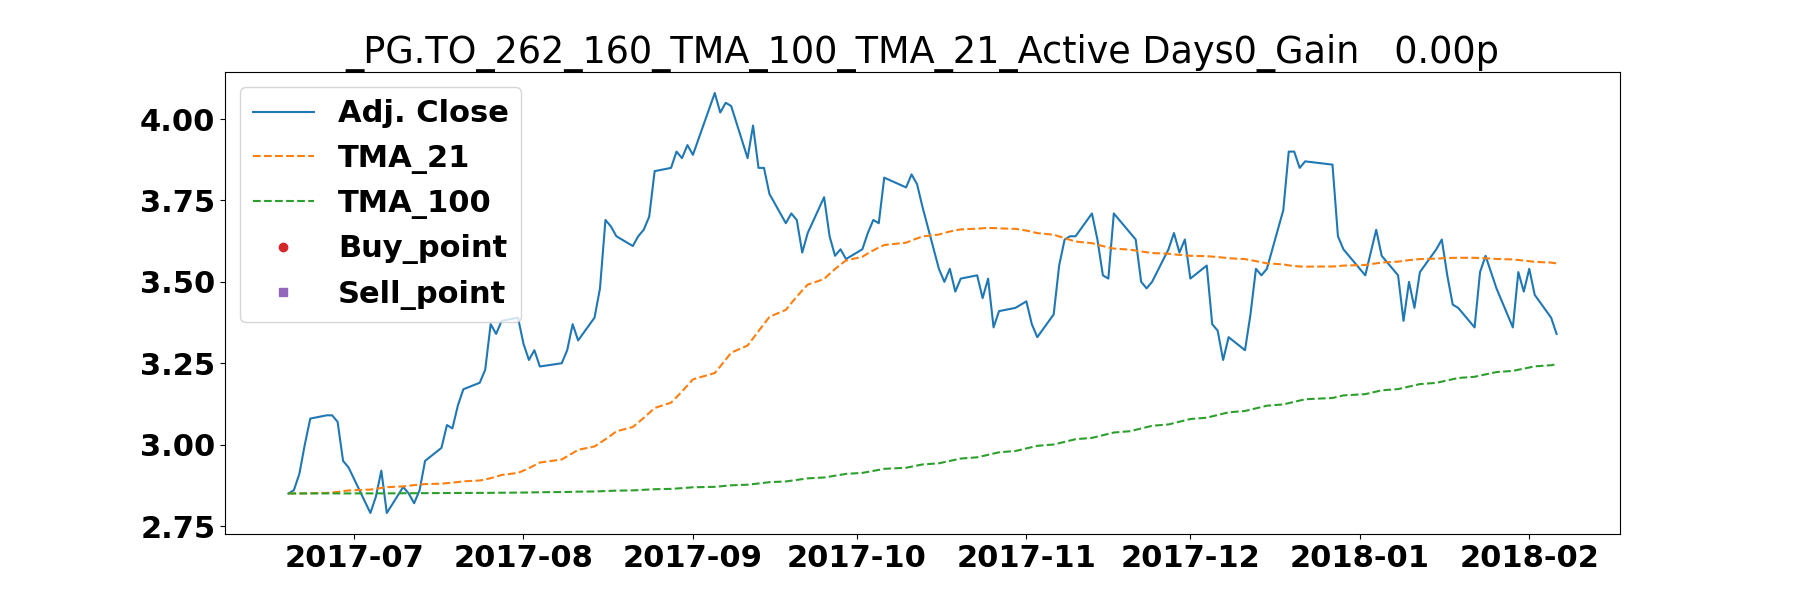 _PG.TO_262_160_TMA_100_TMA_21_Active Days0_Gain   0.00p
Adj. Close
TMA_21
TMA_100
Buy_point
Sell_point
4.00
3.75
3.50
3.25
3.00
2.75
2017-07 2017-08 2017-09 2017-10 2017-11 2017-12 2018-01 2018-02